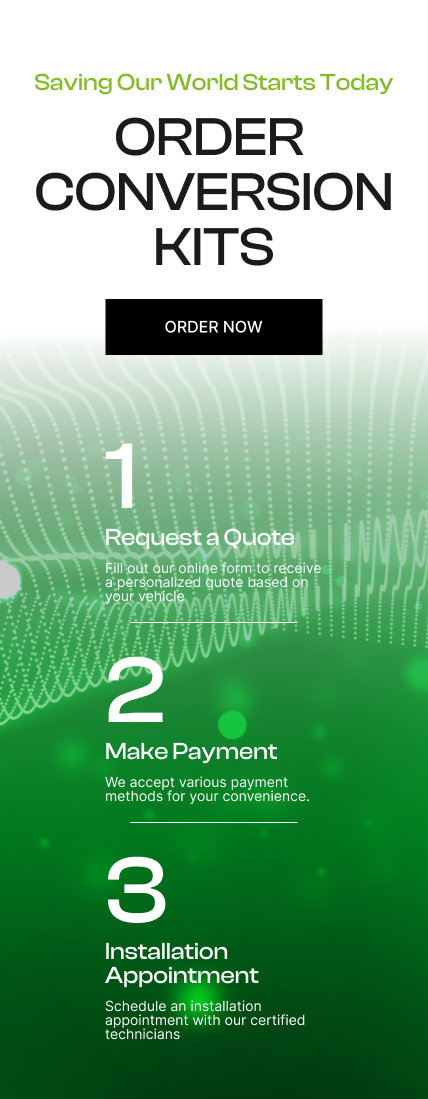 Saving Our World Starts Today
ORDER
CONVERSION
KITS
ORDER NOW
1
Request a Quote
Fill out our online form to receive
a personalized quote based on
your vehicle
2
Make Payment
We accept various payment
methods for your convenience.
3
Installation
Appointment
Schedule an installation
appointment with our certified
technicians